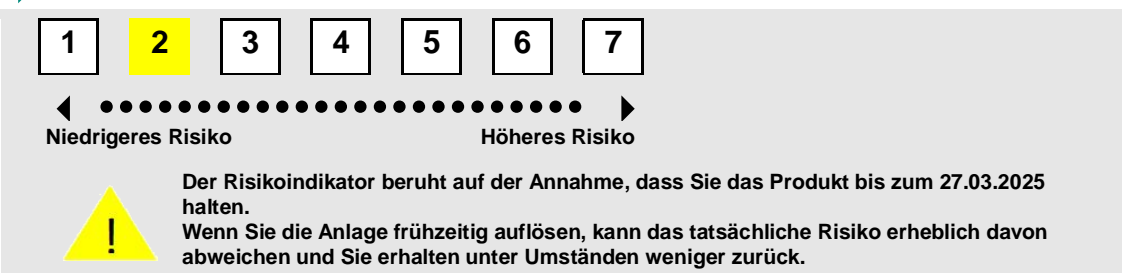 1 2 3 4 5 6 7
Niedrigeres Risiko Höheres Risiko
Der Risikoindikator beruht auf der Annahme, dass Sie das Produkt bis zum 27.03.2025
halten.
Wenn Sie die Anlage frühzeitig auflösen, kann das tatsächliche Risiko erheblich davon
abweichen und Sie erhalten unter Umständen weniger zurück.
!